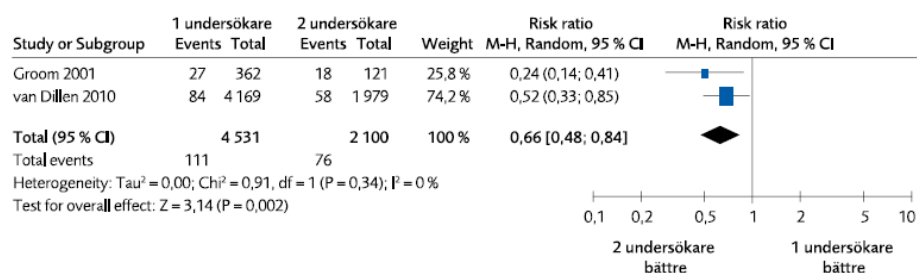 1 undersökare 2 undersökare Risk ratio Risk ratio
Study or Subgroup Events Total Events Total Weight M-H, Random, 95 % CI M-H, Random, 95 % CI
Groom 2001 27 362 18 121 25,8 % 0,24 (0,14; 0,41)
van Dillen 2010 84 4 169 58 1 979 74,2 % 0,52 (0,33; 0,85)
Total (95 % CI) 4 531 2 100 100 % 0,66 [0,48; 0,84)
Total events 111 76
Heterogeneity: Tau² = 0,00; Chi² = 0,91, df = 1 (P = 0,34); I² = 0 %
Test for overall effect: Z = 3,14 (P = 0,002)
0,1 0,2 0,5 1 2 5 10
2 undersökare 1 undersökare
bättre bättre